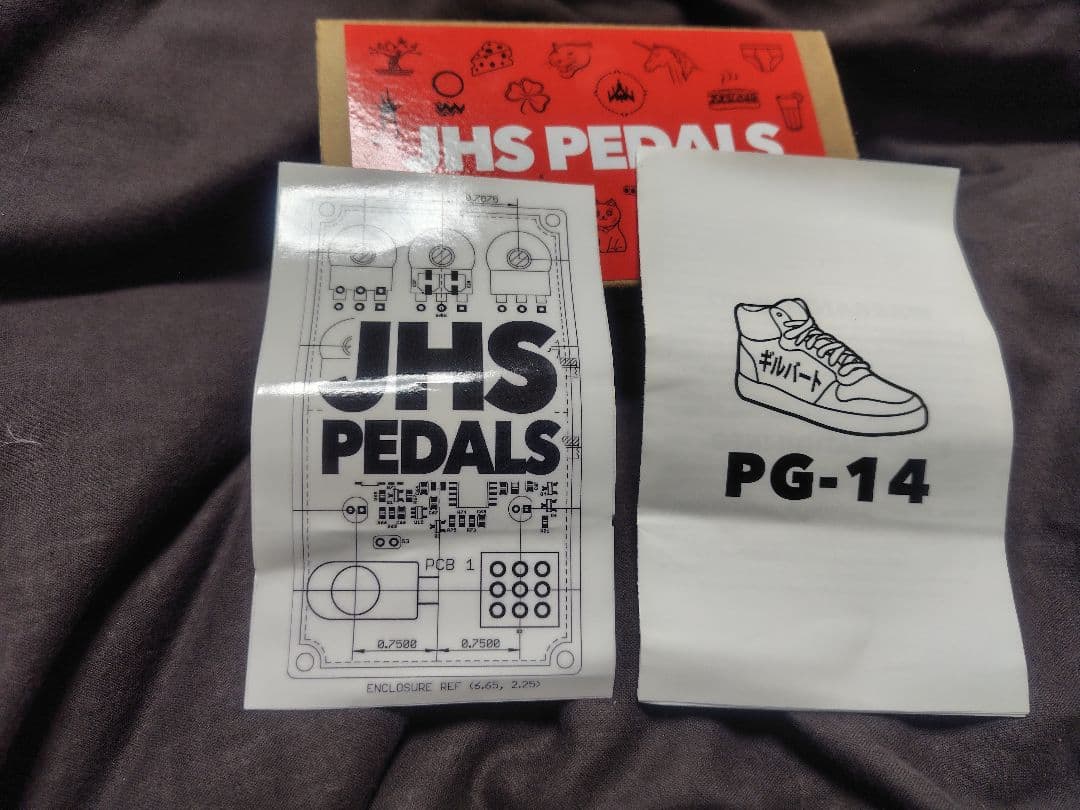 JHS PEDALS
0.7675
JHS
PEDALS
PCB 1
0.7500
0.7500
ENCLOSURE REF (6.65, 2.25)
ギルバート
PG-14